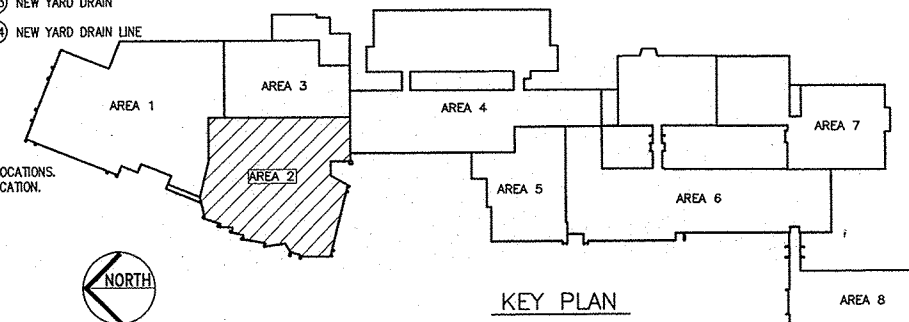 NEW YARD DRAIN
NEW YARD DRAIN LINE
AREA 1
AREA 3
AREA 4
AREA 7
OCATIONS.
CATION.
AREA 2
AREA 5
AREA 6
NORTH
KEY PLAN
AREA 8